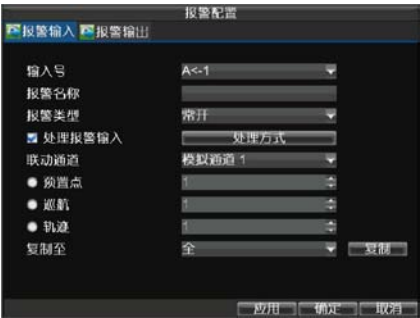 报警配置
报警输入 报警输出
输入号 A<-1
报警名称
报警类型 常开
处理报警输入 处理方式
联动通道 模拟通道 1
预置点 1
巡航 1
轨迹 1
复制至 全 复制
应用 确定 取消